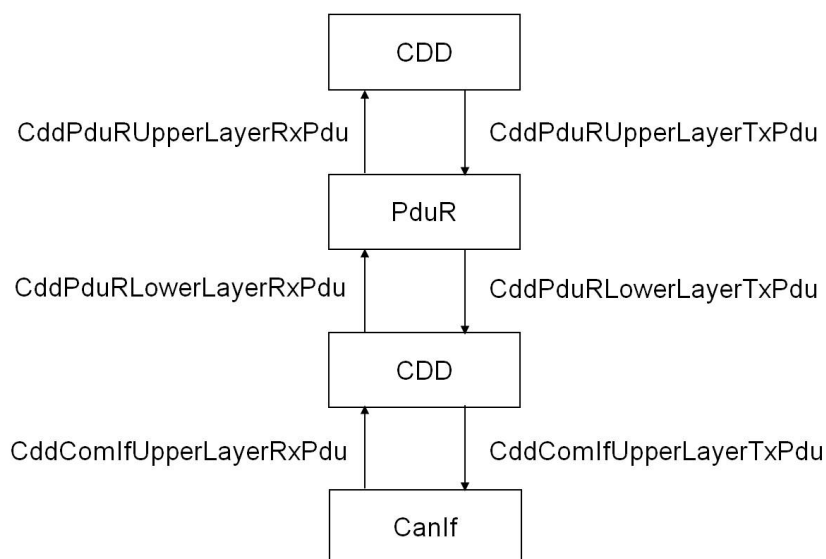 CDD
CddPduRUpperLayerRxPdu
CddPduRUpperLayerTxPdu
PduR
CddPduRLowerLayerRxPdu
CddPduRLowerLayerTxPdu
CDD
CddComIfUpperLayerRxPdu
CddComIfUpperLayerTxPdu
CanIf